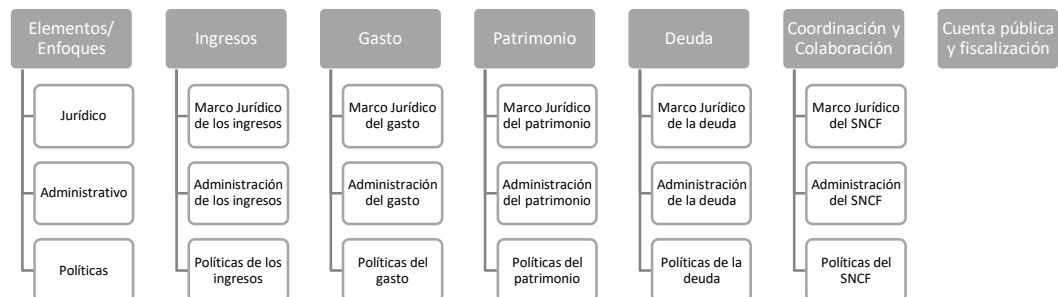 Elementos/
Enfoques
Jurídico
Administrativo
Políticas
Ingresos
Marco Jurídico
de los ingresos
Administración
de los ingresos
Políticas de los
ingresos
Gasto
Marco Jurídico
del gasto
Administración
del gasto
Políticas del
gasto
Patrimonio
Marco Jurídico
del patrimonio
Administración
del patrimonio
Políticas del
patrimonio
Deuda
Marco Jurídico
de la deuda
Administración
de la deuda
Políticas de la
deuda
Coordinación y
Colaboración
Marco Jurídico
del SNCF
Administración
del SNCF
Políticas del
SNCF
Cuenta pública
y fiscalización